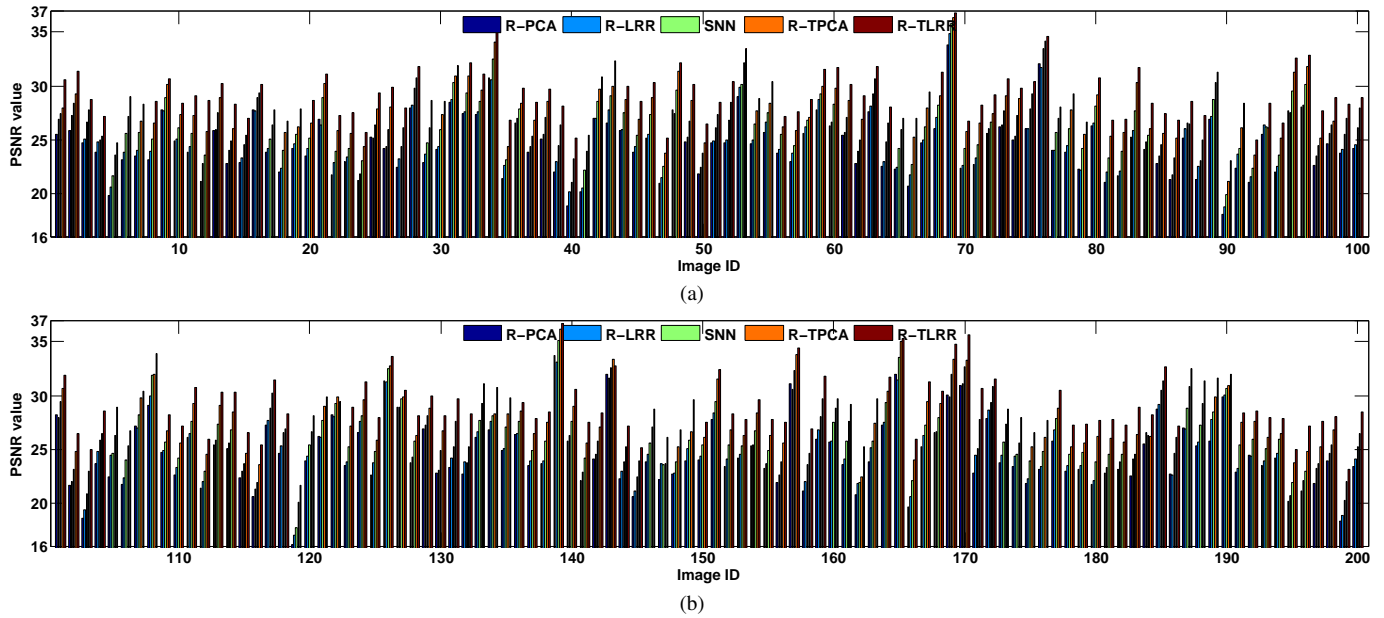 37
35
30
25
20
16
PSNR value
R-PCA R-LRR SNN R-TPCA R-TLRR
10 20 30 40 50 60 70 80 90 100
Image ID
(a)
37
35
30
25
20
16
PSNR value
R-PCA R-LRR SNN R-TPCA R-TLRR
110 120 130 140 150 160 170 180 190 200
Image ID
(b)